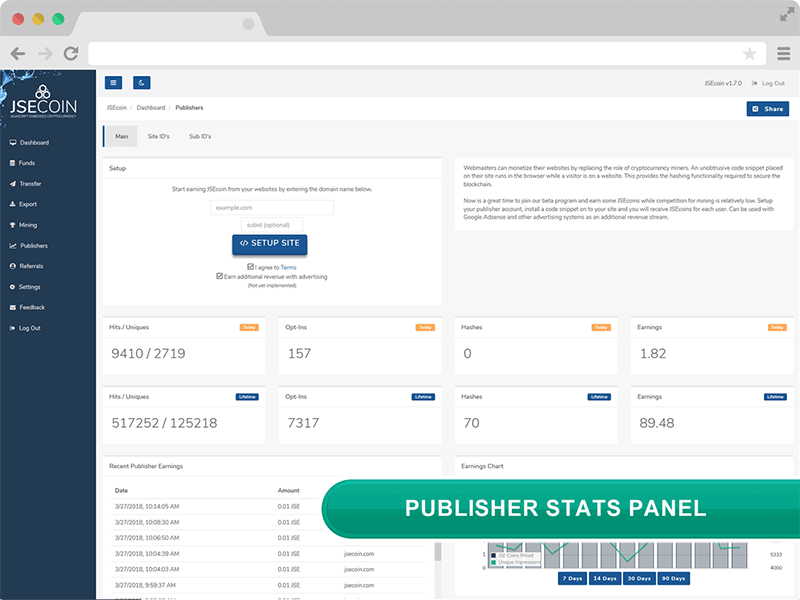 JSECOIN
JAVASCRIPT EMBEDDED CRYPTOCURRENCY
Dashboard
Funds
Transfer
Export
Mining
Publishers
Referrals
Settings
Feedback
Log Out
JSEcoin v1.7.0 Log Out
JSEcoin / Dashboard / Publishers
Share
Main Site ID's Sub ID's
Setup
Start earning JSEcoin from your websites by entering the domain name below.
example.com
subid (optional)
</> SETUP SITE
I agree to Terms
Earn additional revenue with advertising
(Not yet implemented)
Webmasters can monetize their websites by replacing the role of cryptocurrency miners. An unobtrusive code snippet placed
on their site runs in the browser while a visitor is on a website. This provides the hashing functionality required to secure the
blockchain.
Now is a great time to join our beta program and earn some JSEcoins while competition for mining is relatively low. Setup
your publisher account, install a code snippet on to your site and you will receive JSEcoins for each user. Can be used with
Google Adsense and other advertising systems as an additional revenue stream.
Hits / Uniques Today
9410 / 2719
Opt-Ins Today
157
Hashes Today
0
Earnings Today
1.82
Hits / Uniques Lifetime
517252 / 125218
Opt-Ins Lifetime
7317
Hashes Lifetime
70
Earnings Lifetime
89.48
Recent Publisher Earnings
Date Amount
3/27/2018, 10:14:05 AM 0.01 JSE
3/27/2018, 10:08:30 AM 0.01 JSE
3/27/2018, 10:06:50 AM 0.01 JSE
3/27/2018, 10:04:39 AM 0.01 JSE jsecoin.com
3/27/2018, 10:04:03 AM 0.01 JSE jsecoin.com
3/27/2018, 9:59:37 AM 0.01 JSE jsecoin.com
Earnings Chart
PUBLISHER STATS PANEL
1
0
JSE Coins Mined
Unique Impressions
5333
4000
7 Days 14 Days 30 Days 90 Days